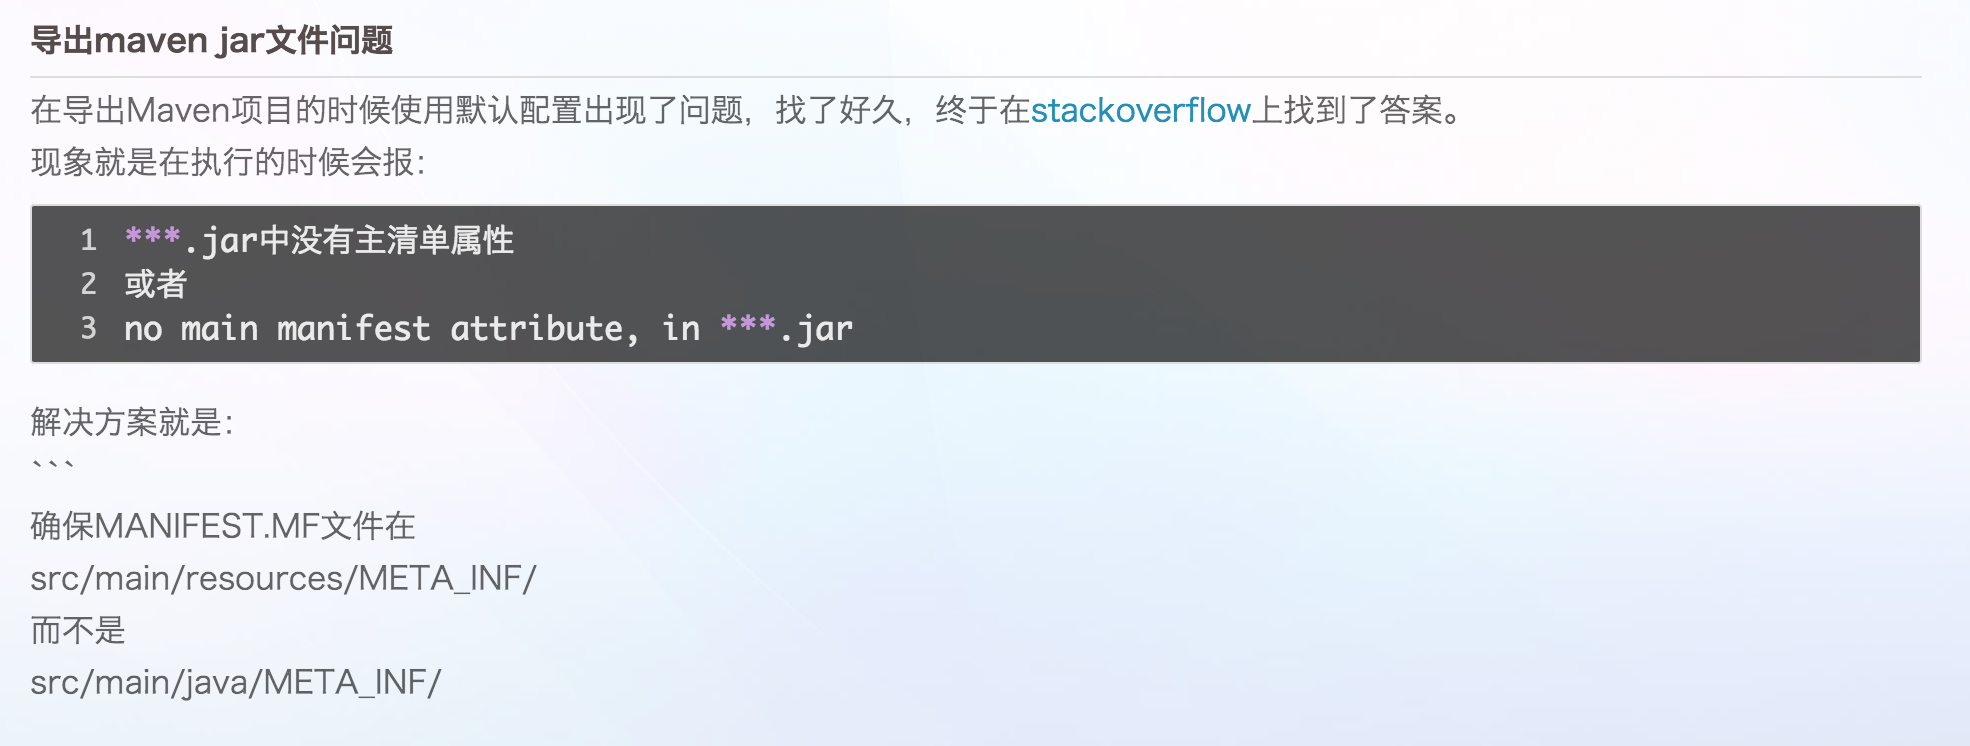 导出maven jar文件问题
在导出Maven项目的时候使用默认配置出现了问题，找了好久，终于在stackoverflow上找到了答案。
现象就是在执行的时候会报：
1 ***.jar中没有主清单属性
2 或者
3 no main manifest attribute, in ***.jar
解决方案就是：
```
确保MANIFEST.MF文件在
src/main/resources/META_INF/
而不是
src/main/java/META_INF/